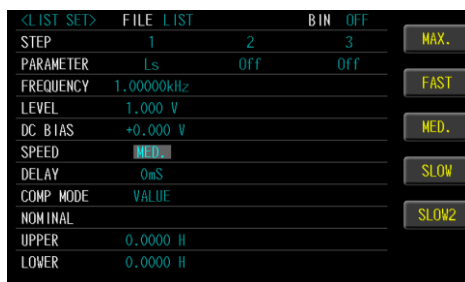 <LIST SET> FILE LIST BIN OFF
STEP 1 2 3
PARAMETER Ls Off Off
FREQUENCY 1.00000kHz
LEVEL 1.000 V
DC BIAS +0.000 V
SPEED MED.
DELAY 0mS
COMP MODE VALUE
NOMINAL
UPPER 0.0000 H
LOWER 0.0000 H
MAX.
FAST
MED.
SLOW
SLOW2